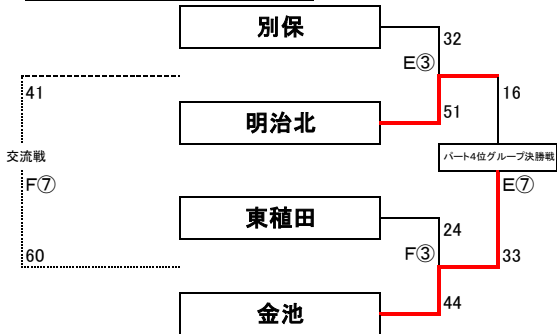 別保
32
E③
41
16
明治北
51
交流戦
パート4位グループ決勝戦
F⑦
E⑦
東稙田
24
F③
60
33
金池
44